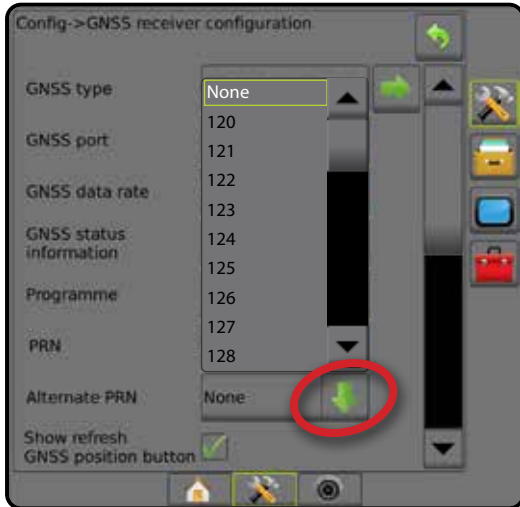 Config->GNSS receiver configuration
GNSS type
None
120
GNSS port
121
122
GNSS data rate
123
GNSS status
information
124
125
Programme
126
127
PRN
128
Alternate PRN
None
Show refresh
GNSS position button